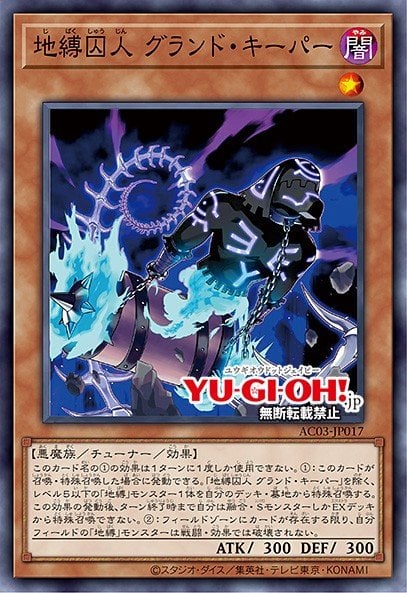 地縛囚人 グランド・キーパー
闇
ユウギオウドットジェイピー
YU-GI-OH!.jp
無断転載禁止
AC03-JP017
【悪魔族/チューナー/効果】
このカード名の①の効果は1ターンに1度しか使用できない。①:このカードが
召喚・特殊召喚した場合に発動できる。「地縛囚人 グランド・キーパー」を除く、
レベル5以下の「地縛」モンスター1体を自分のデッキ・墓地から特殊召喚する。
この効果の発動後、ターン終了時まで自分は融合・SモンスターしかEXデッキ
から特殊召喚できない。②:フィールドゾーンにカードが存在する限り、自分
フィールドの「地縛」モンスターは戦闘・効果では破壊されない。
ATK/ 300 DEF/ 300
©スタジオ・ダイス/集英社・テレビ東京・KONAMI